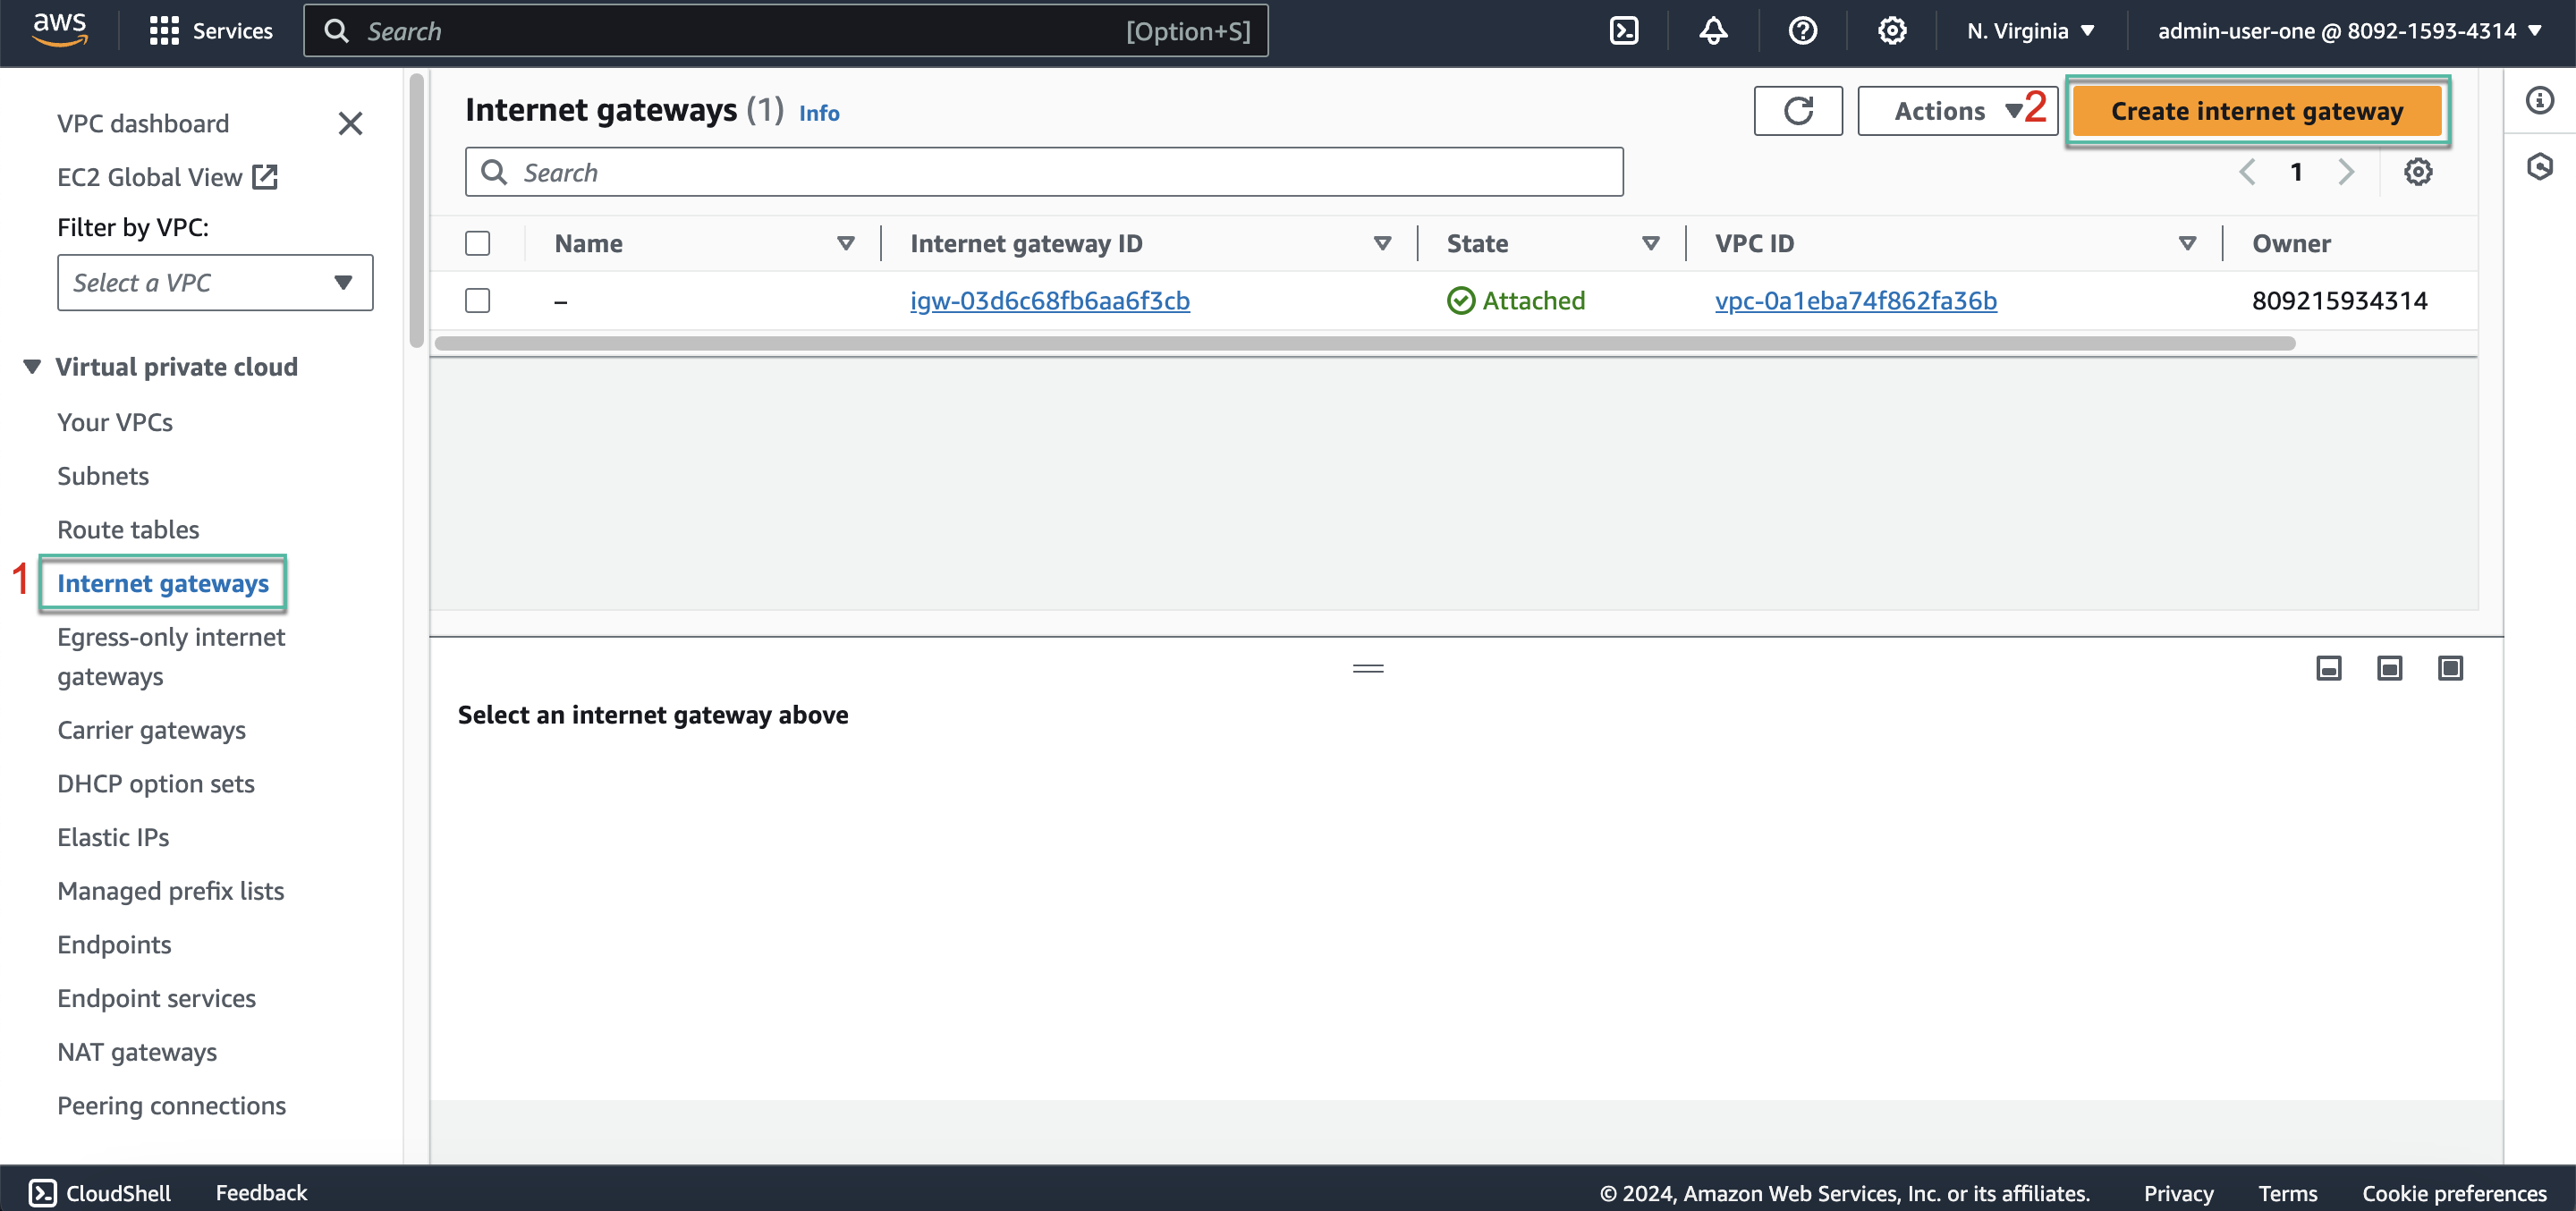 aws
Services
Search
[Option+S]
N. Virginia
admin-user-one @ 8092-1593-4314
VPC dashboard
EC2 Global View
Filter by VPC:
Select a VPC
Virtual private cloud
Your VPCs
Subnets
Route tables
1
Internet gateways
Egress-only internet
gateways
Carrier gateways
DHCP option sets
Elastic IPs
Managed prefix lists
Endpoints
Endpoint services
NAT gateways
Peering connections
Internet gateways (1) Info
Actions
2
Create internet gateway
Search
1
Name
Internet gateway ID
State
VPC ID
Owner
–
igw-03d6c68fb6aa6f3cb
Attached
vpc-0a1eba74f862fa36b
809215934314
Select an internet gateway above
CloudShell
Feedback
© 2024, Amazon Web Services, Inc. or its affiliates.
Privacy
Terms
Cookie preferences